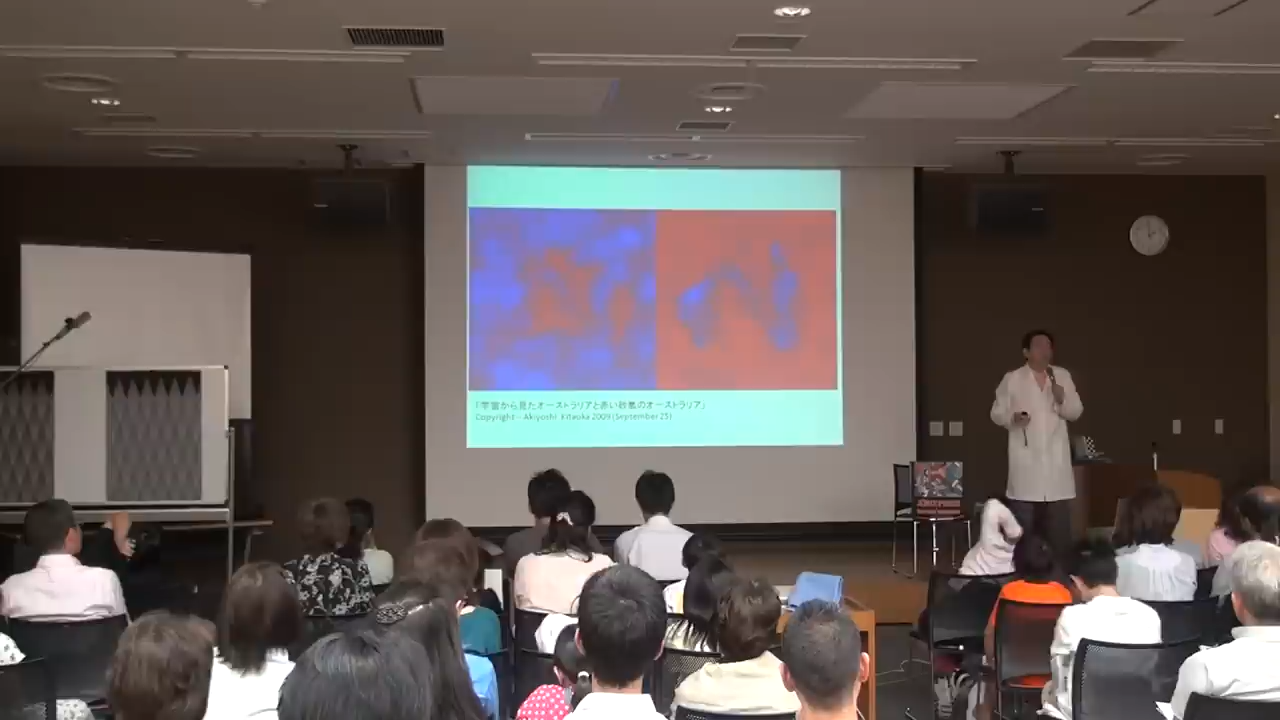 「宇宙から見たオーストラリアと赤い砂塵のオーストラリア」
Copyright Akiyoshi Kitaoka 2009 (September 25)